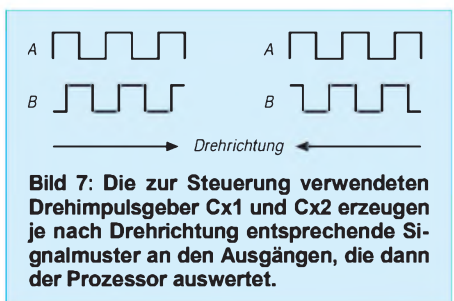 A
A
B
B
Drehrichtung
Bild 7: Die zur Steuerung verwendeten
Drehimpulsgeber Cx1 und Cx2 erzeugen
je nach Drehrichtung entsprechende Si-
gnalmuster an den Ausgängen, die dann
der Prozessor auswertet.